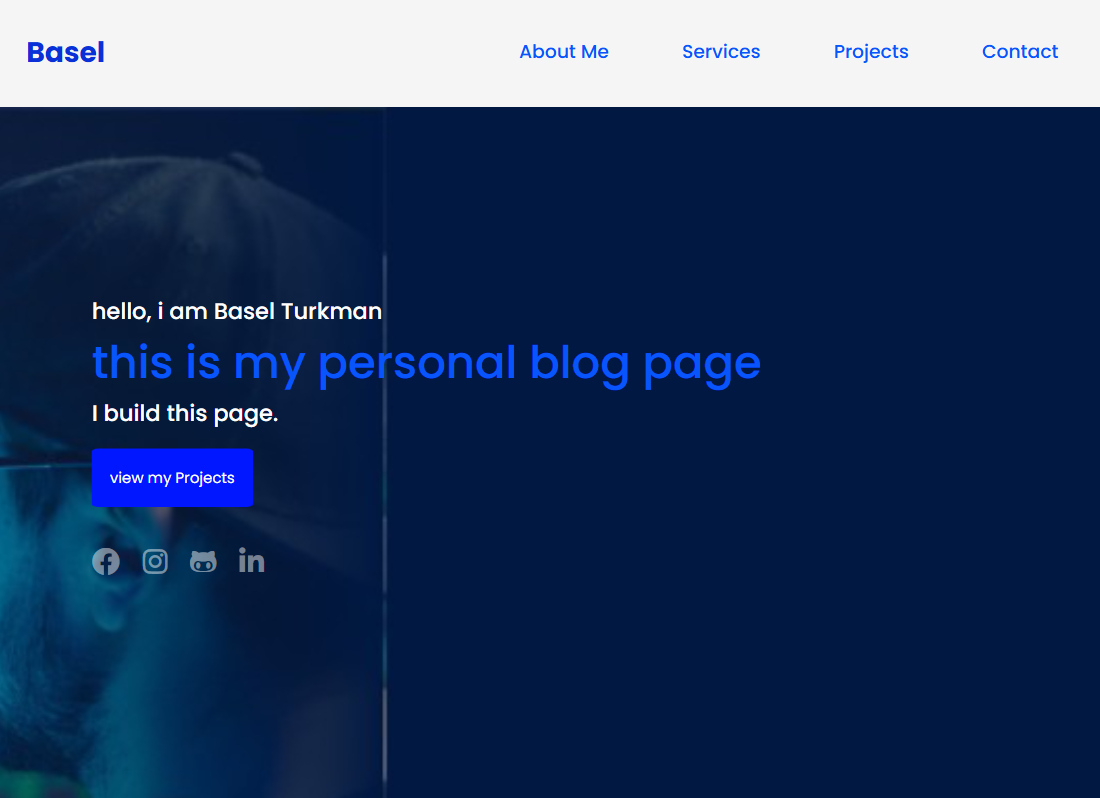 Basel
About Me
Services
Projects
Contact
hello, i am Basel Turkman
this is my personal blog page
I build this page.
view my Projects